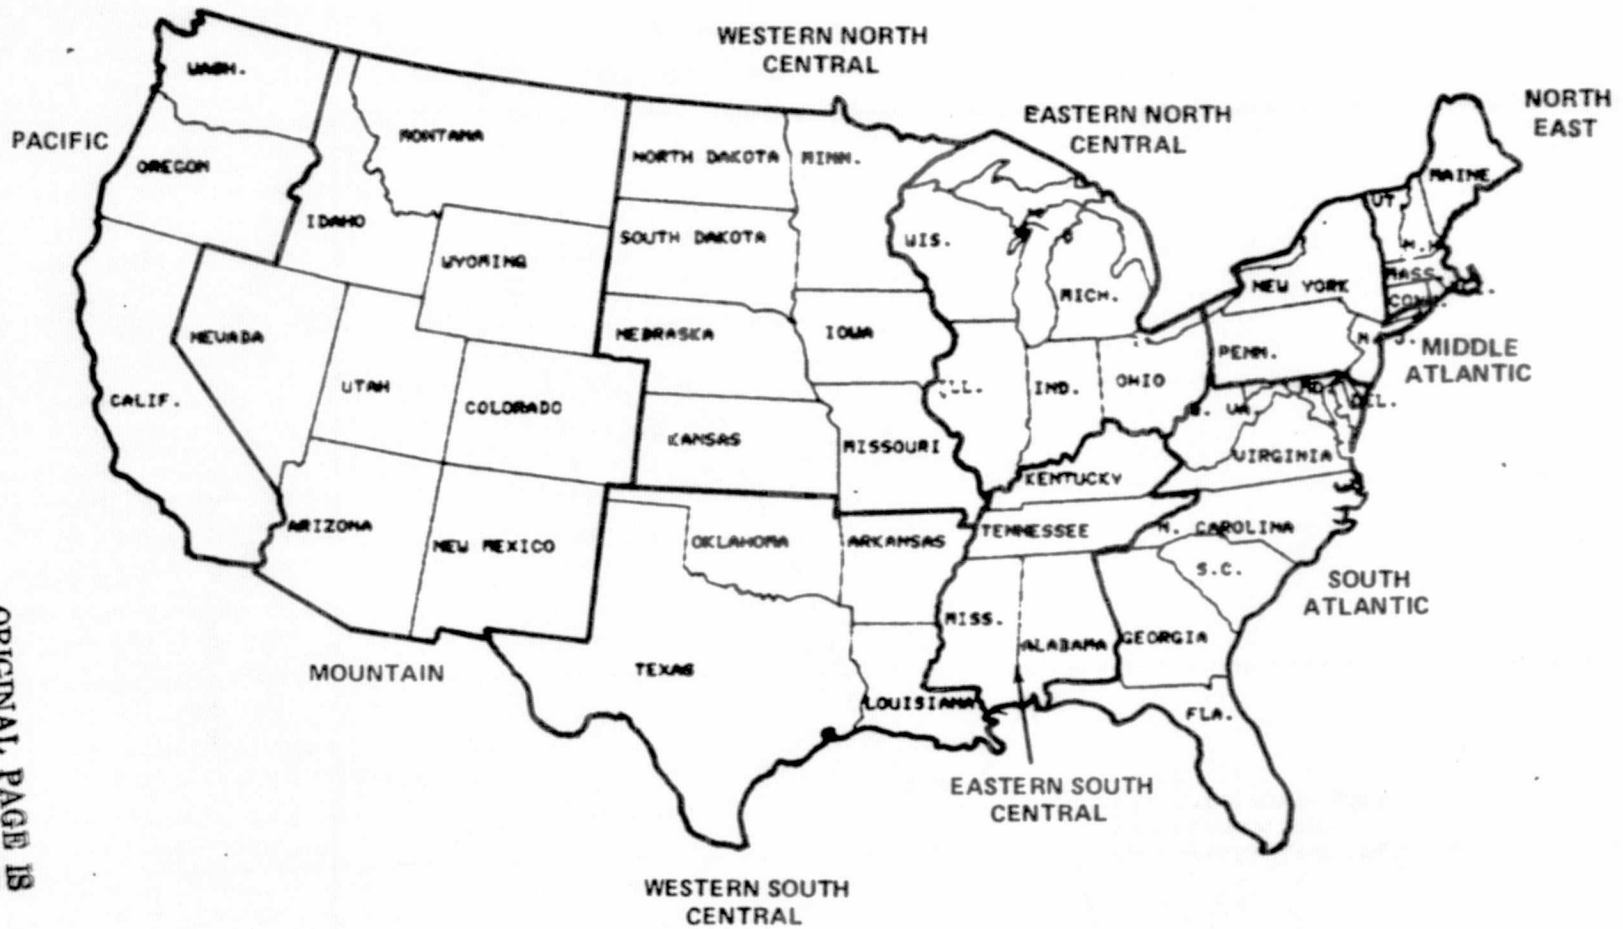 WESTERN NORTH
CENTRAL
EASTERN NORTH
CENTRAL
NORTH
EAST
PACIFIC
WASH.
OREGON
MONTANA
IDAHO
WYOMING
NORTH DAKOTA
MINN.
SOUTH DAKOTA
WIS.
MICH.
MAINE
VT.
N.H
NEW YORK
MASS.
NEVADA
NEBRASKA
IOWA
PENN.
N. J.
MIDDLE
ATLANTIC
CALIF.
UTAH
COLORADO
KANSAS
MISSOURI
ILL.
IND.
OHIO
W. VA.
MD.
DEL.
VIRGINIA
KENTUCKY
ARIZONA
NEW MEXICO
OKLAHOMA
ARKANSAS
TENNESSEE
N. CAROLINA
S.C.
SOUTH
ATLANTIC
MISS.
ALABAMA
GEORGIA
MOUNTAIN
TEXAS
LOUISIANA
FLA.
EASTERN SOUTH
CENTRAL
WESTERN SOUTH
CENTRAL
ORIGINAL PAGE IS